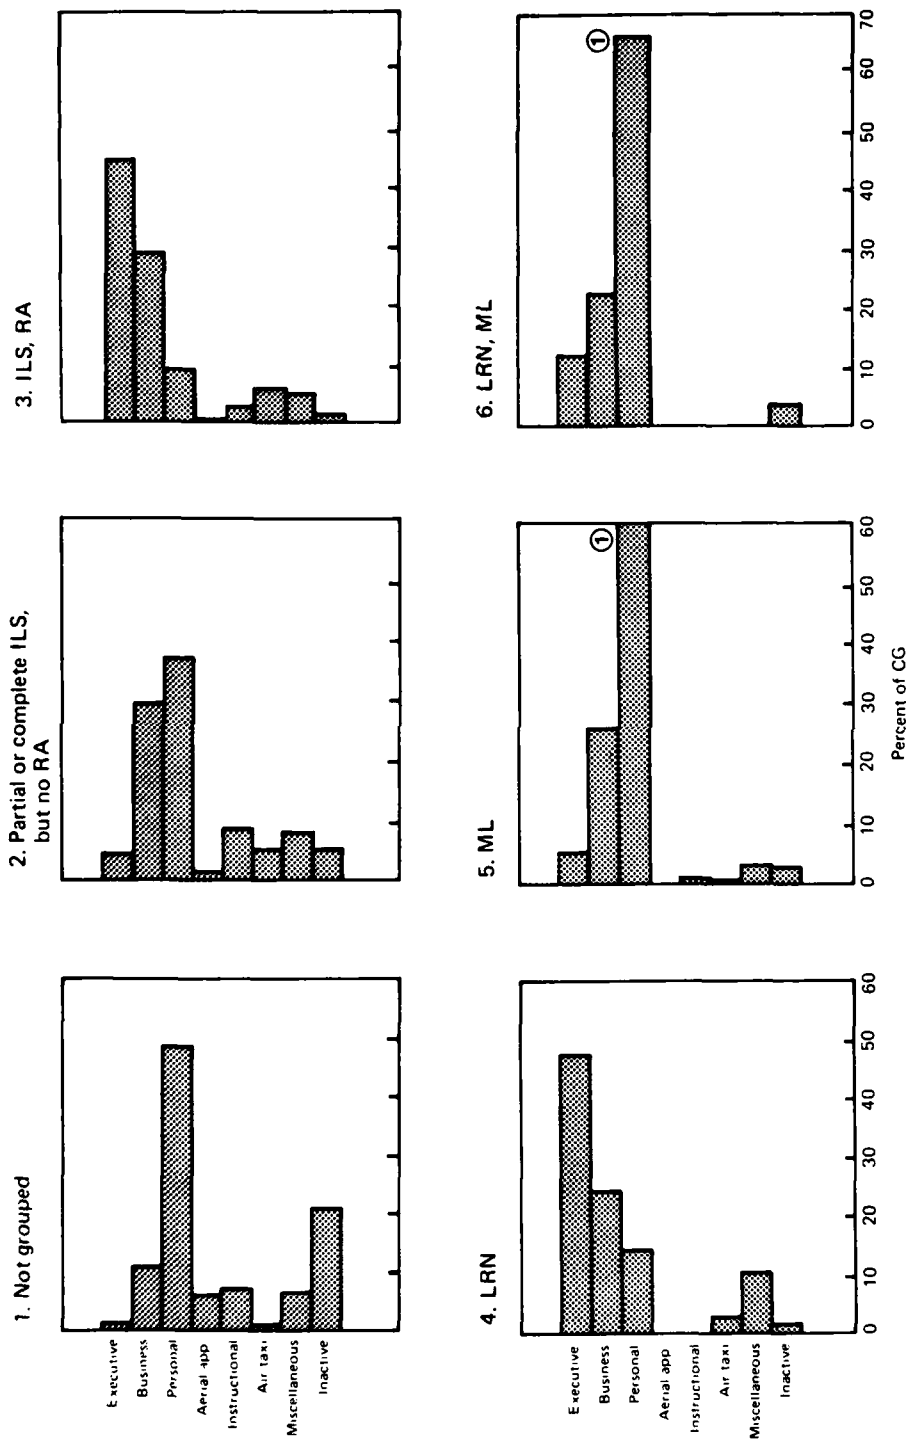 1. Not grouped
Executive
Business
Personal
Aerial app
Instructional
Air taxi
Miscellaneous
Inactive
2. Partial or complete ILS,
but no RA
3. ILS, RA
4. LRN
Executive
Business
Personal
Aerial app
Instructional
Air taxi
Miscellaneous
Inactive
0 10 20 30 40 50 60
5. ML
①
0 10 20 30 40 50 60
Percent of CG
6. LRN, ML
①
0 10 20 30 40 50 60 70